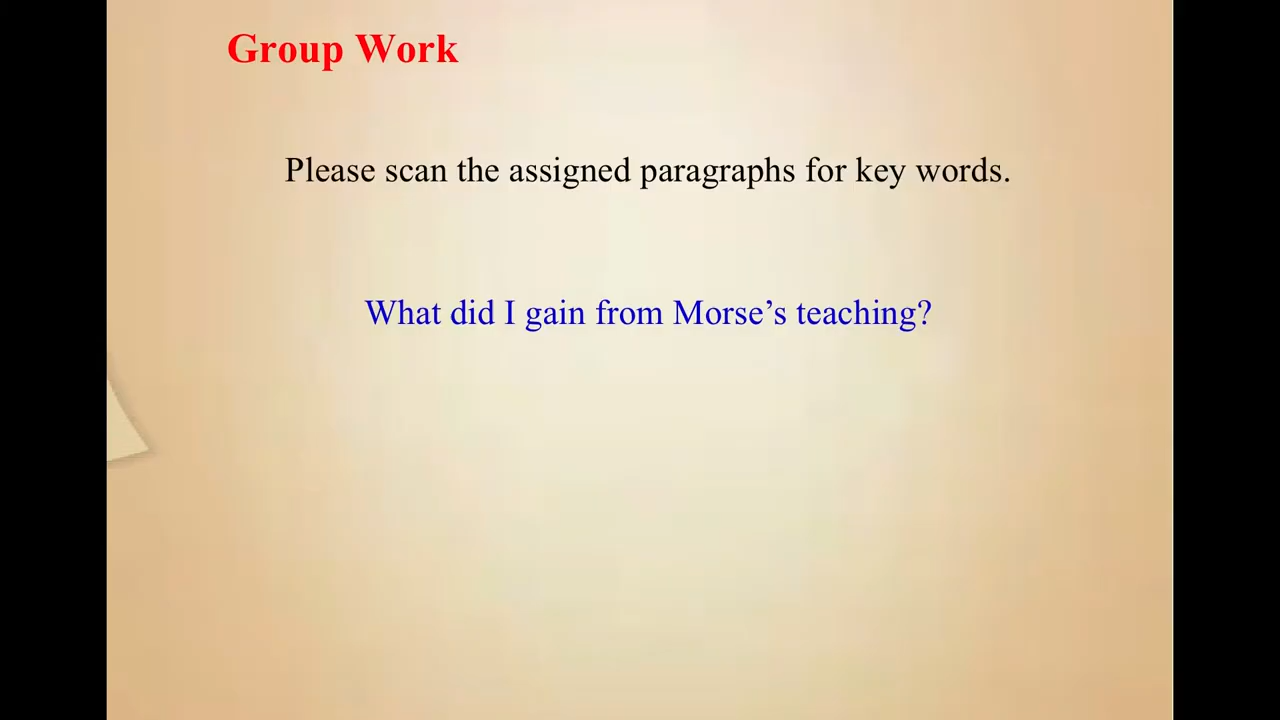 Group Work
Please scan the assigned paragraphs for key words.
What did I gain from Morse’s teaching?